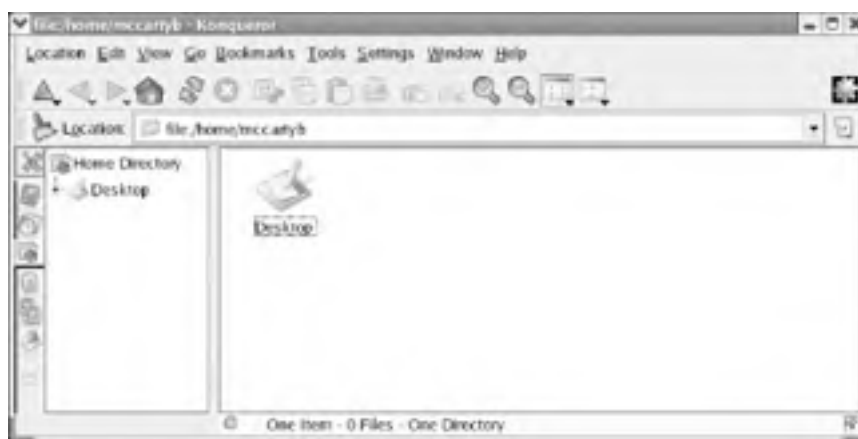 file:/home/mccartyb - Konqueror
Location Edit View Go Bookmarks Tools Settings Window Help
Location: file:/home/mccartyb
Home Directory
Desktop
Desktop
One Item - 0 Files - One Directory